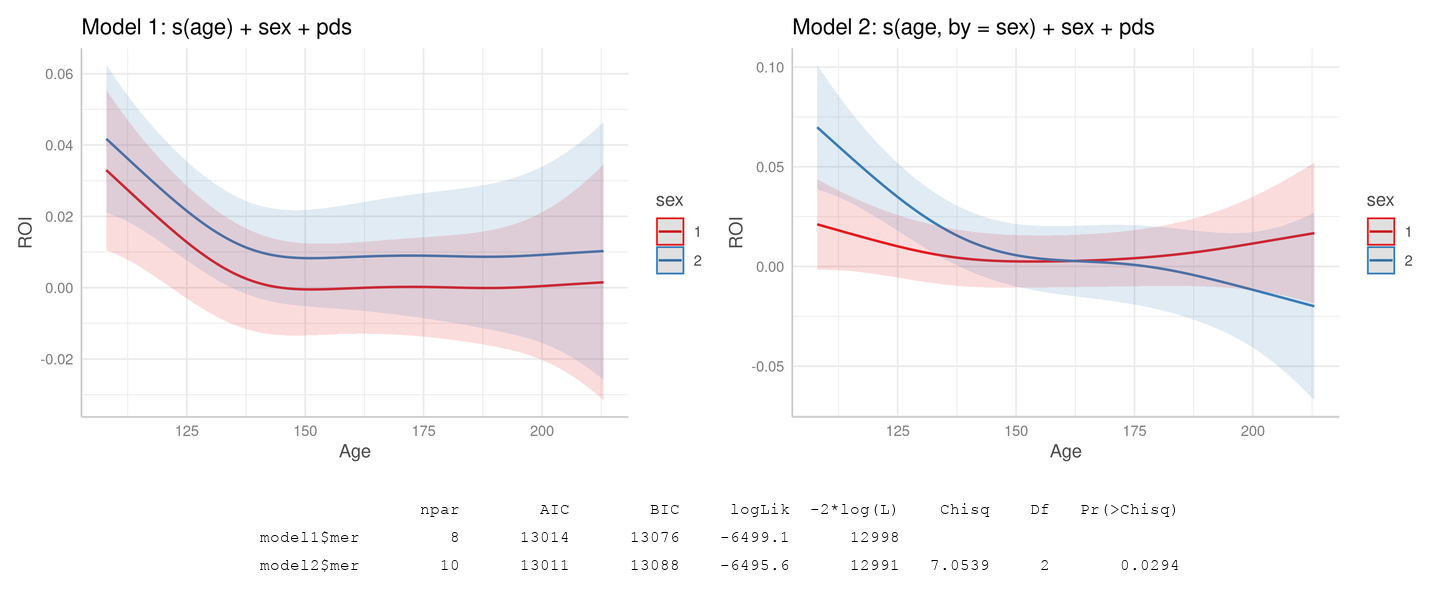 Model 1: s(age) + sex + pds
0.06
0.04
0.02
0.00
-0.02
ROI
125 150 175 200
Age
sex
1
2
Model 2: s(age, by = sex) + sex + pds
0.10
0.05
0.00
-0.05
ROI
125 150 175 200
Age
sex
1
2
npar AIC BIC logLik -2*log(L) Chisq Df Pr(>Chisq)
model1$mer 8 13014 13076 -6499.1 12998
model2$mer 10 13011 13088 -6495.6 12991 7.0539 2 0.0294